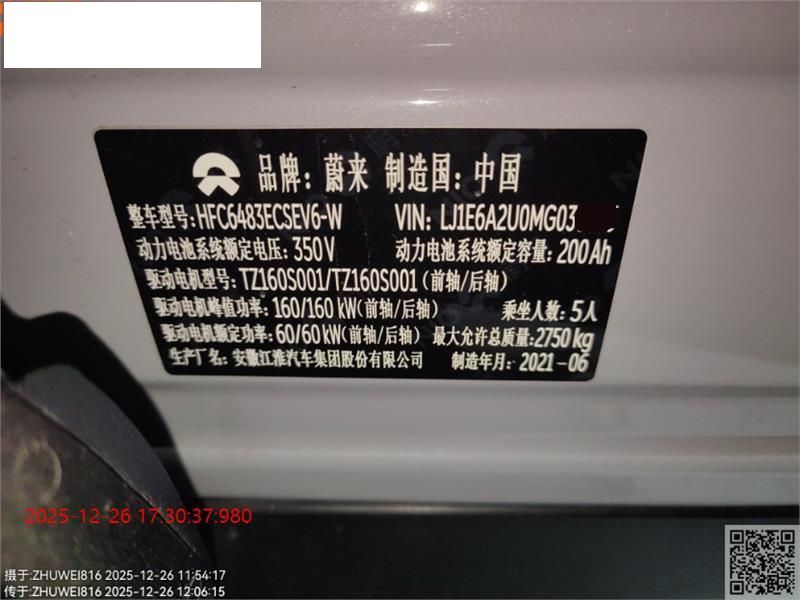 品牌: 蔚来 制造国: 中国
整车型号: HFC6483ECSEV6-W VIN: LJ1E6A2U0MG03
动力电池系统额定电压: 350V 动力电池系统额定容量: 200Ah
驱动电机型号: TZ160S001/TZ160S001 (前轴/后轴)
驱动电机峰值功率: 160/160 kW (前轴/后轴) 乘坐人数: 5人
驱动电机额定功率: 60/60 kW (前轴/后轴) 最大允许总质量: 2750 kg
生产厂名: 安徽江淮汽车集团股份有限公司 制造年月: 2021-06
2025-12-26 17:30:37:980
摄于:ZHUWEI816 2025-12-26 11:54:17
传于:ZHUWEI816 2025-12-26 12:06:15